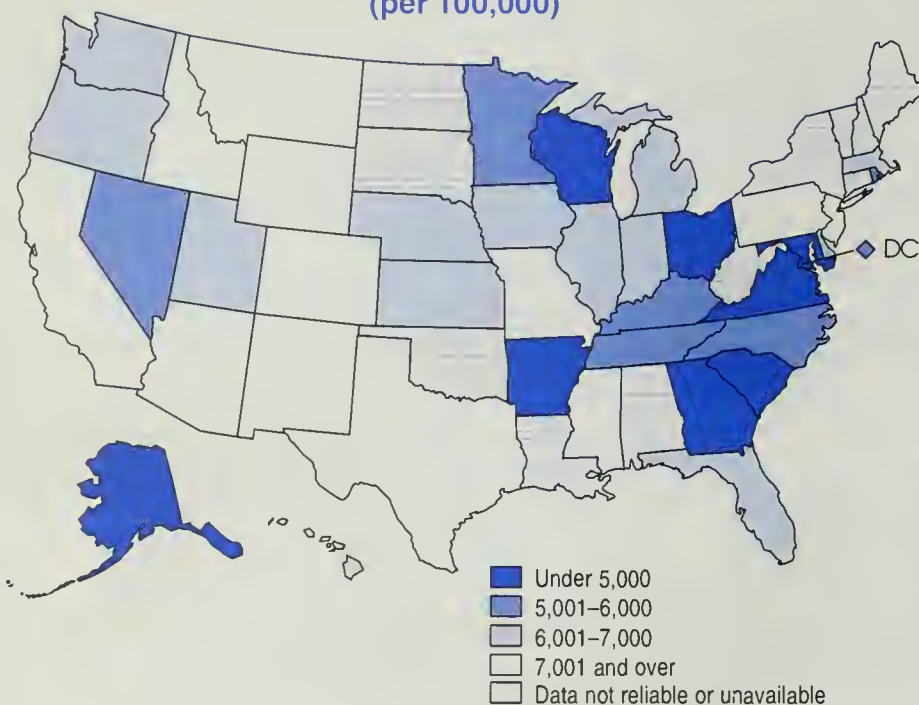 (per 100,000)
DC
Under 5,000
5,001–6,000
6,001–7,000
7,001 and over
Data not reliable or unavailable